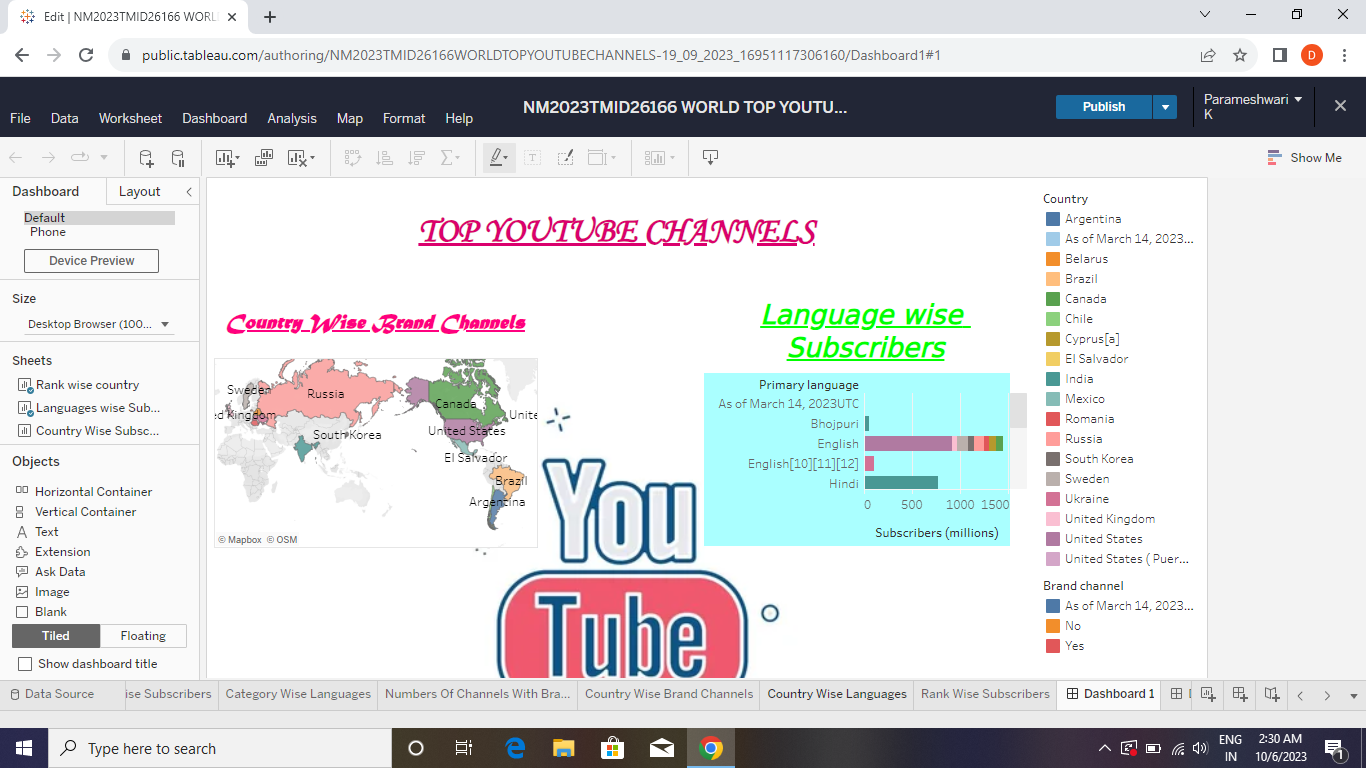 Edit | NM2023TMID26166 WORL
public.tableau.com/authoring/NM2023TMID26166WORLDTOPYOUTUBECHANNELS-19_09_2023_16951117306160/Dashboard1#1
D
NM2023TMID26166 WORLD TOP YOUTU...
Publish
Parameshwari
K
File Data Worksheet Dashboard Analysis Map Format Help
Show Me
Dashboard Layout
Default
Phone
Device Preview
Size
Desktop Browser (100...
Sheets
Rank wise country
Languages wise Sub...
Country Wise Subsc...
Objects
Horizontal Container
Vertical Container
Text
Extension
Ask Data
Image
Blank
Tiled Floating
Show dashboard title
TOP YOUTUBE CHANNELS
Country Wise Brand Channels
Sweden
Russia
ed Kingdom
Canada
Unite
South Korea
United States
El Salvador
Brazil
Argentina
© Mapbox © OSM
You
Tube
Language wise
Subscribers
Primary language
As of March 14, 2023UTC
Bhojpuri
English
English[10][11][12]
Hindi
0 500 1000 1500
Subscribers (millions)
Country
Argentina
As of March 14, 2023...
Belarus
Brazil
Canada
Chile
Cyprus[a]
El Salvador
India
Mexico
Romania
Russia
South Korea
Sweden
Ukraine
United Kingdom
United States
United States ( Puer...
Brand channel
As of March 14, 2023...
No
Yes
Data Source ise Subscribers Category Wise Languages Numbers Of Channels With Bra... Country Wise Brand Channels Country Wise Languages Rank Wise Subscribers Dashboard 1
Type here to search
ENG
IN
2:30 AM
10/6/2023
1